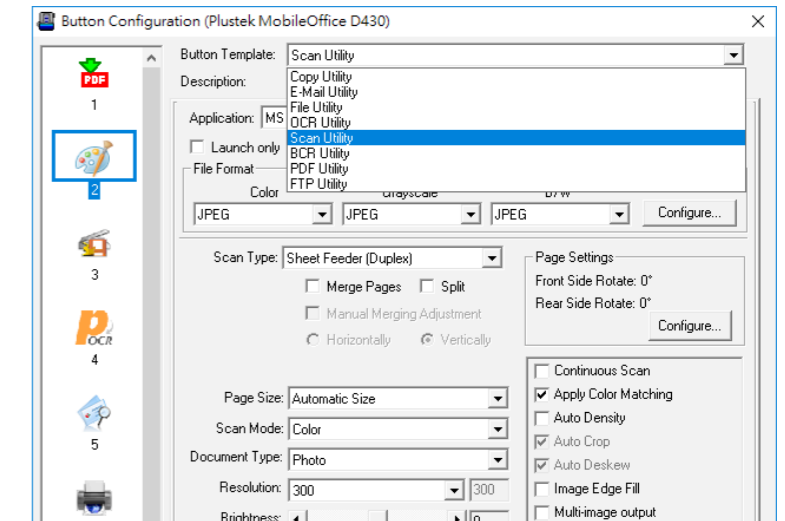 Button Configuration (Plustek MobileOffice D430)
PDF
1
2
3
OCR
4
5
Button Template: Scan Utility
Copy Utility
E-Mail Utility
File Utility
OCR Utility
Scan Utility
BCR Utility
PDF Utility
FTP Utility
Description:
Application: MS
Launch only
File Format
Color Grayscale B/W
JPEG JPEG JPEG Configure...
Scan Type: Sheet Feeder (Duplex)
Merge Pages Split
Manual Merging Adjustment
Horizontally Vertically
Page Settings
Front Side Rotate: 0°
Rear Side Rotate: 0°
Configure...
Page Size: Automatic Size
Scan Mode: Color
Document Type: Photo
Resolution: 300 300
Brightness: 0
Continuous Scan
Apply Color Matching
Auto Density
Auto Crop
Auto Deskew
Image Edge Fill
Multi-image output